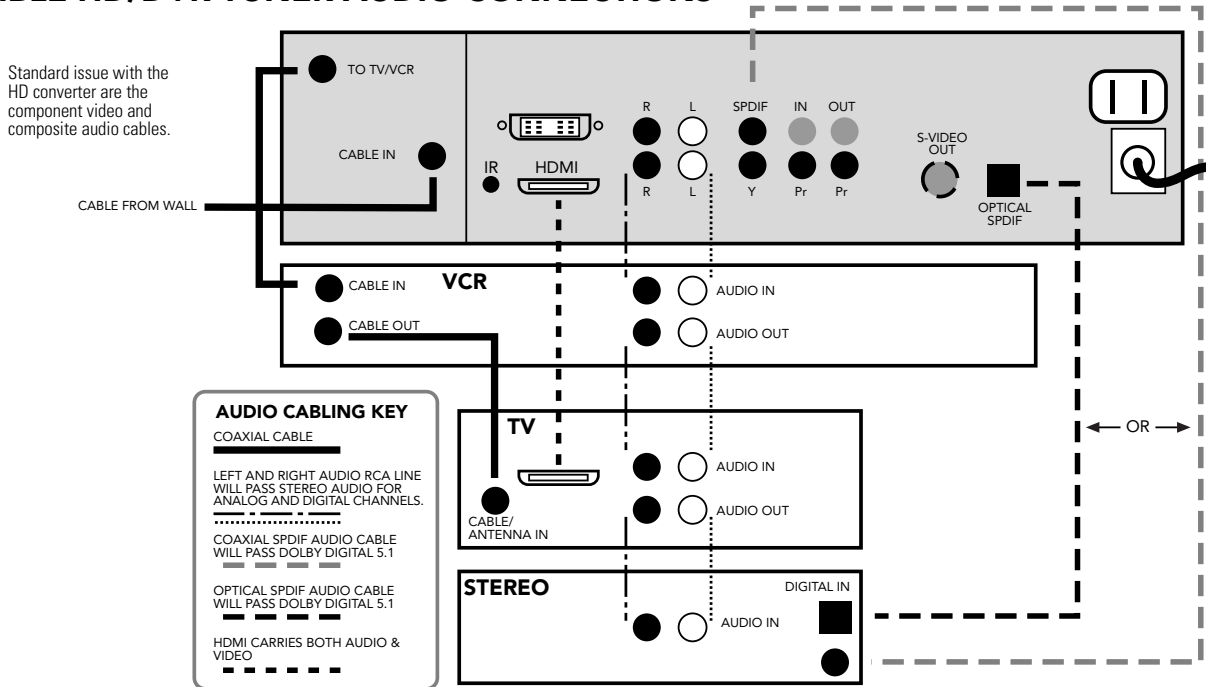 Standard issue with the
HD converter are the
component video and
composite audio cables.
TO TV/VCR
CABLE IN
CABLE FROM WALL
IR
HDMI
R L SPDIF IN OUT
R L Y Pr Pr
S-VIDEO
OUT
OPTICAL
SPDIF
VCR
CABLE IN
CABLE OUT
AUDIO IN
AUDIO OUT
TV
CABLE/
ANTENNA IN
AUDIO IN
AUDIO OUT
OR
STEREO
AUDIO IN
DIGITAL IN
AUDIO CABLING KEY
COAXIAL CABLE
LEFT AND RIGHT AUDIO RCA LINE
WILL PASS STEREO AUDIO FOR
ANALOG AND DIGITAL CHANNELS.
COAXIAL SPDIF AUDIO CABLE
WILL PASS DOLBY DIGITAL 5.1
OPTICAL SPDIF AUDIO CABLE
WILL PASS DOLBY DIGITAL 5.1
HDMI CARRIES BOTH AUDIO &
VIDEO